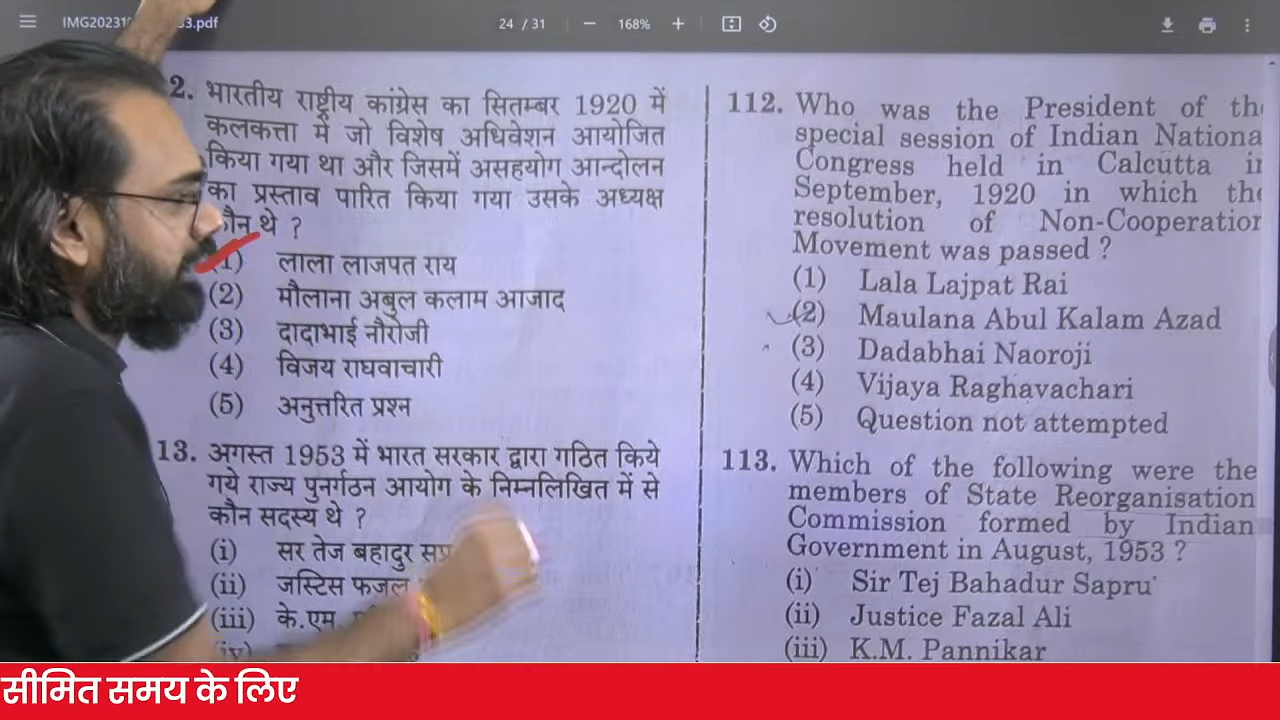 24 / 31
168%
2. भारतीय राष्ट्रीय कांग्रेस का सितम्बर 1920 में
कलकत्ता में जो विशेष अधिवेशन आयोजित
किया गया था और जिसमें असहयोग आन्दोलन
का प्रस्ताव पारित किया गया उसके अध्यक्ष
कौन थे ?
(1) लाला लाजपत राय
(2) मौलाना अबुल कलाम आजाद
(3) दादाभाई नौरोजी
(4) विजय राघवाचारी
(5) अनुत्तरित प्रश्न
13. अगस्त 1953 में भारत सरकार द्वारा गठित किये
गये राज्य पुनर्गठन आयोग के निम्नलिखित में से
कौन सदस्य थे ?
(i) सर तेज बहादुर
(ii) जस्टिस फजल
(iii) के.एम.
(iv)
112. Who was the President of th
special session of Indian Nationa
Congress held in Calcutta in
September, 1920 in which the
resolution of Non-Cooperation
Movement was passed ?
(1) Lala Lajpat Rai
(2) Maulana Abul Kalam Azad
(3) Dadabhai Naoroji
(4) Vijaya Raghavachari
(5) Question not attempted
113. Which of the following were the
members of State Reorganisation
Commission formed by Indian
Government in August, 1953 ?
(i) Sir Tej Bahadur Sapru
(ii) Justice Fazal Ali
(iii) K.M. Pannikar
सीमित समय के लिए